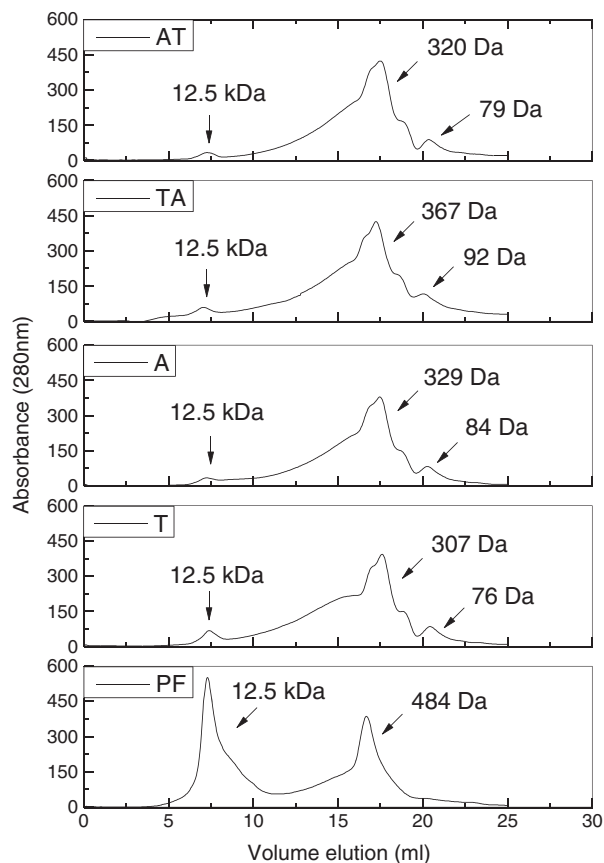 600
AT
450
300
150
0
320 Da
12.5 kDa
79 Da
600
TA
450
300
150
0
367 Da
12.5 kDa
92 Da
600
A
450
300
150
0
329 Da
12.5 kDa
84 Da
600
T
450
300
150
0
307 Da
12.5 kDa
76 Da
600
PF
450
300
150
0
12.5 kDa
484 Da
0 5 10 15 20 25 30
Volume elution (ml)
Absorbance (280nm)